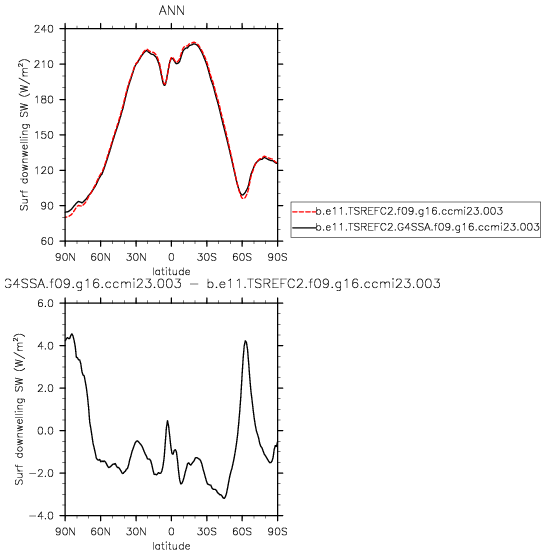 ANN
240
210
180
150
120
90
60
Surf downwelling SW (W/m²)
90N 60N 30N 0 30S 60S 90S
latitude
b.e11.TSREFC2.f09.g16.ccmi23.003
b.e11.TSREFC2.G4SSA.f09.g16.ccmi23.003
G4SSA.f09.g16.ccmi23.003 – b.e11.TSREFC2.f09.g16.ccmi23.003
6.0
4.0
2.0
0.0
−2.0
−4.0
Surf downwelling SW (W/m²)
90N 60N 30N 0 30S 60S 90S
latitude